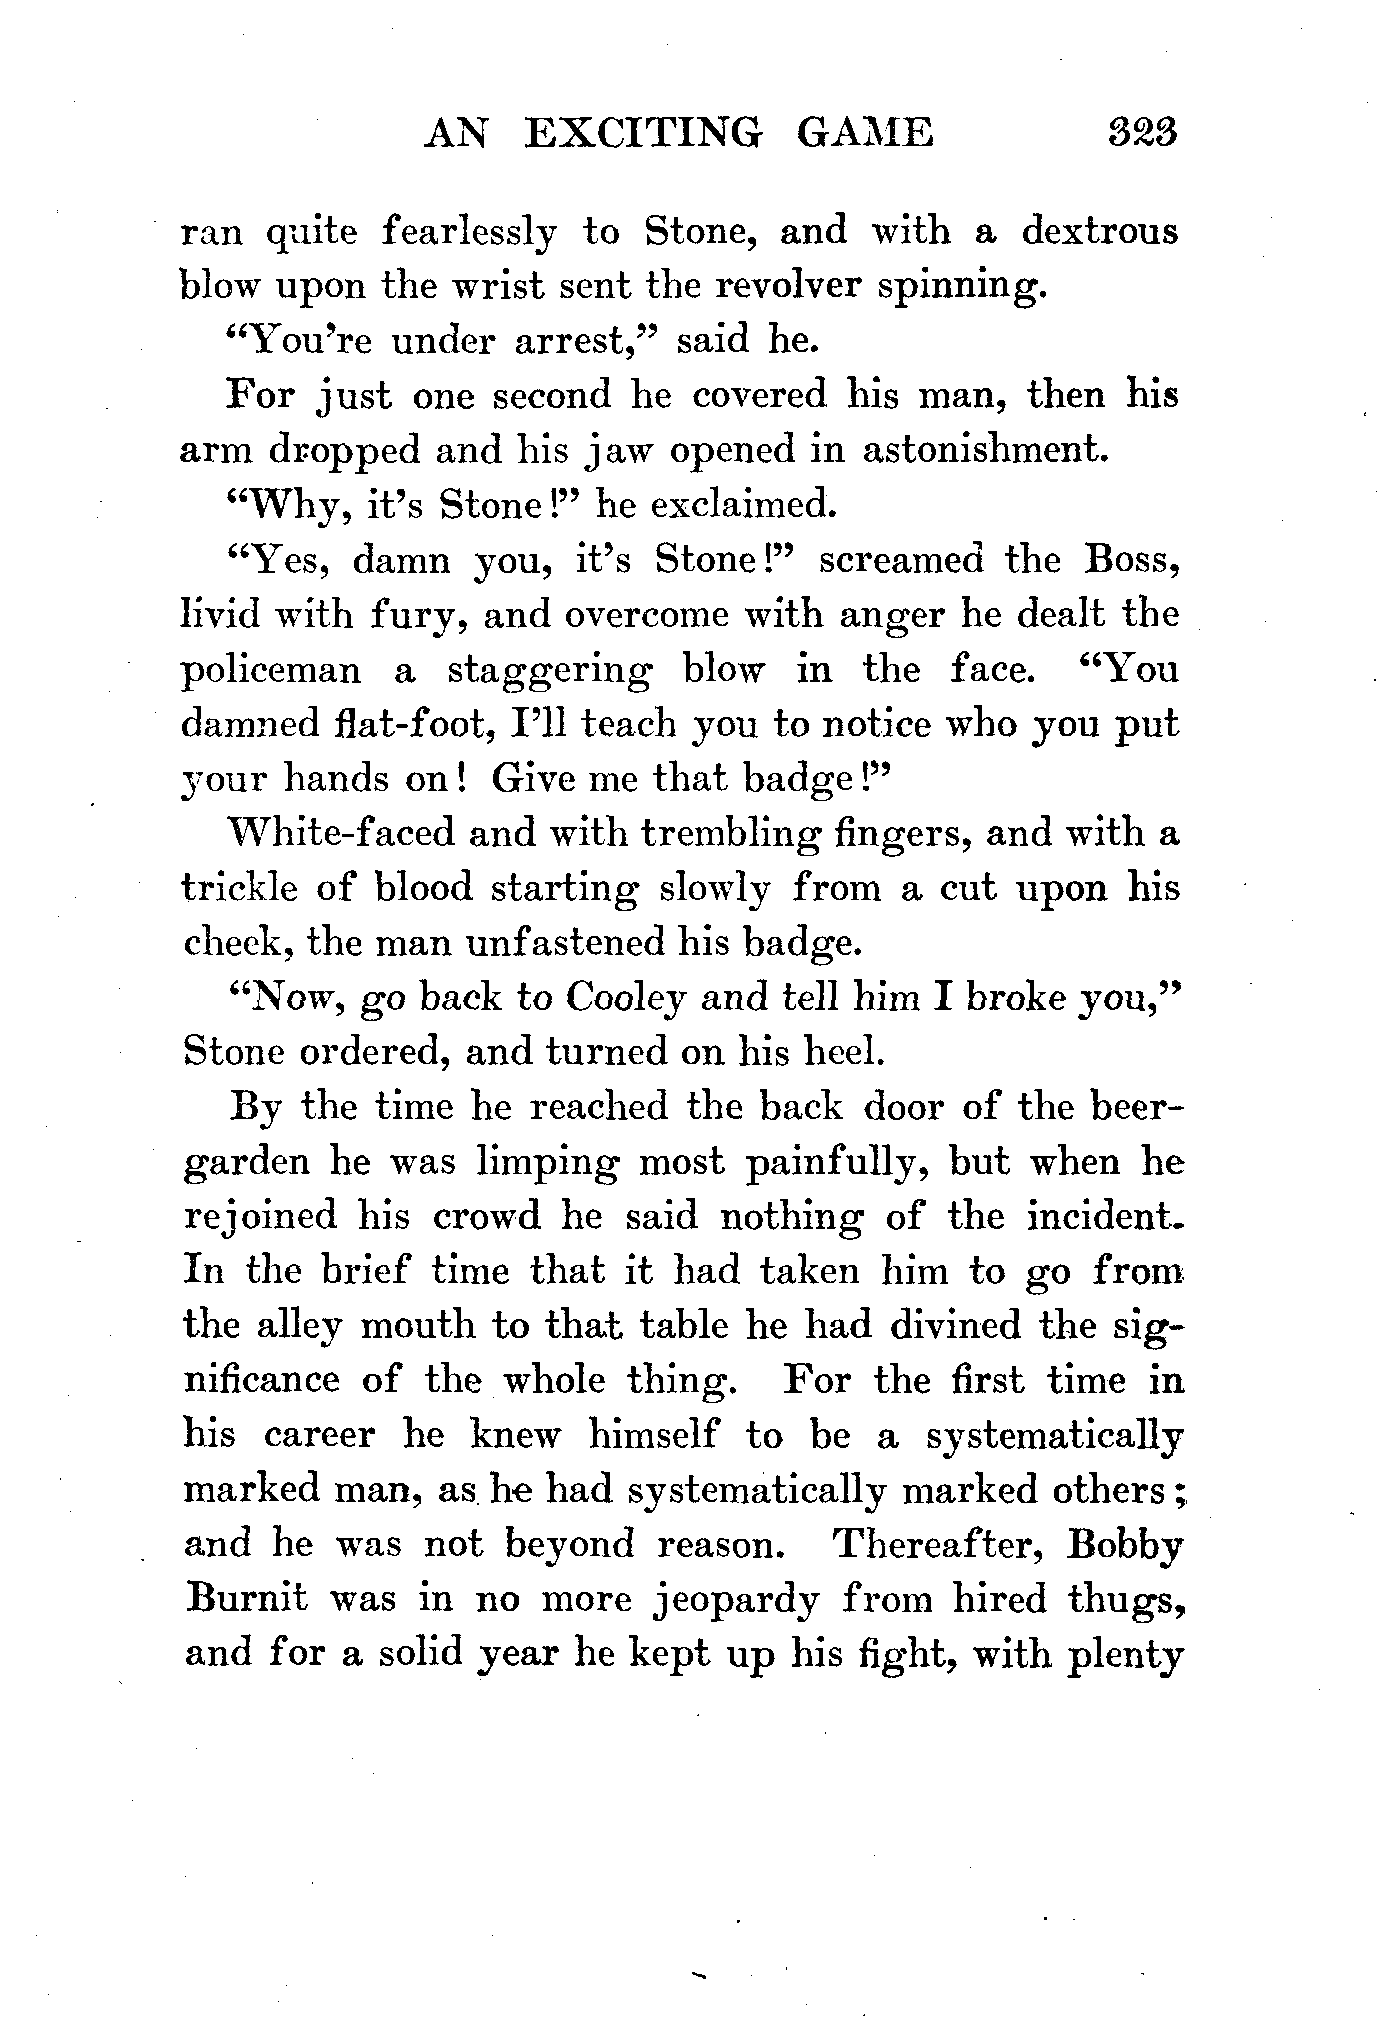 AN EXCITING GAME 323
ran quite fearlessly to Stone, and with a dextrous
blow upon the wrist sent the revolver spinning.
“You’re under arrest,” said he.
For just one second he covered his man, then his
arm dropped and his jaw opened in astonishment.
“Why, it’s Stone!” he exclaimed.
“Yes, damn you, it’s Stone!” screamed the Boss,
livid with fury, and overcome with anger he dealt the
policeman a staggering blow in the face. “You
damned flat-foot, I’ll teach you to notice who you put
your hands on! Give me that badge!”
White-faced and with trembling fingers, and with a
trickle of blood starting slowly from a cut upon his
cheek, the man unfastened his badge.
“Now, go back to Cooley and tell him I broke you,”
Stone ordered, and turned on his heel.
By the time he reached the back door of the beer-
garden he was limping most painfully, but when he
rejoined his crowd he said nothing of the incident.
In the brief time that it had taken him to go from
the alley mouth to that table he had divined the sig-
nificance of the whole thing. For the first time in
his career he knew himself to be a systematically
marked man, as he had systematically marked others;
and he was not beyond reason. Thereafter, Bobby
Burnit was in no more jeopardy from hired thugs,
and for a solid year he kept up his fight, with plenty